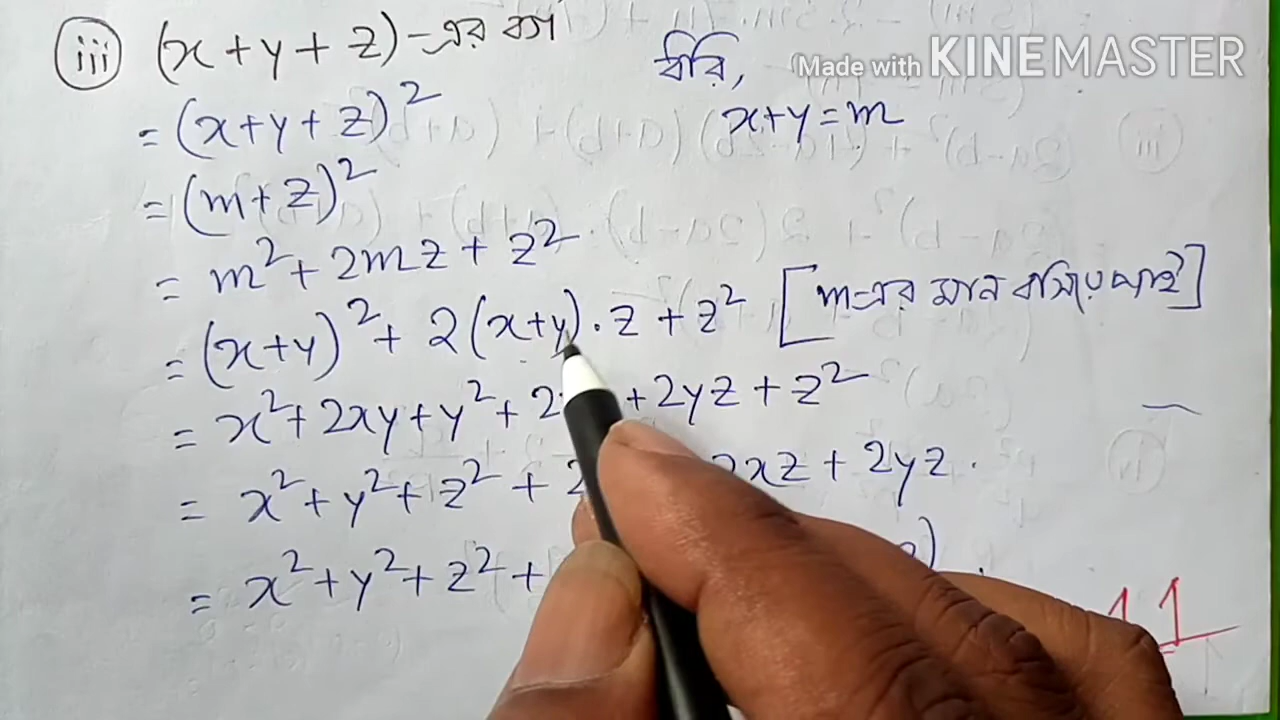 iii (x + y + z) - এর বর্গ
ধরি,
Made with KINEMASTER
x+y = m
= (x+y+z)²
= (m+z)²
= m² + 2mz + z²
= (x+y)² + 2(x+y).z + z² [m-এর মান বসিয়ে পাই]
= x² + 2xy + y² + 2 + 2yz + z²
= x² + y² + z² + 2 2xz + 2yz.
= x² + y² + z² + ).